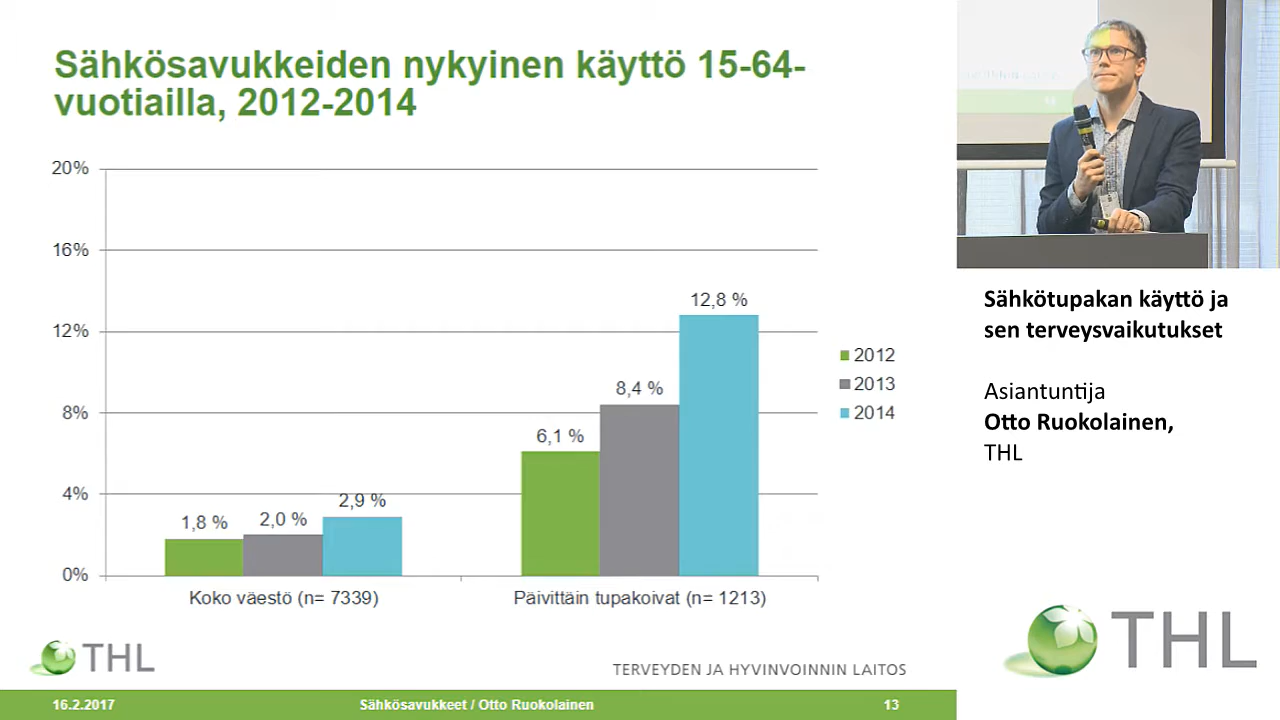 Sähkösavukkeiden nykyinen käyttö 15-64-
vuotiailla, 2012-2014
20%
16%
12%
8%
4%
0%
1,8 %
2,0 %
2,9 %
6,1 %
8,4 %
12,8 %
Koko väestö (n= 7339)
Päivittäin tupakoivat (n= 1213)
2012
2013
2014
THL
TERVEYDEN JA HYVINVOINNIN LAITOS
16.2.2017
Sähkösavukkeet / Otto Ruokolainen
13
Sähkötupakan käyttö ja
sen terveysvaikutukset
Asiantuntija
Otto Ruokolainen,
THL
THL